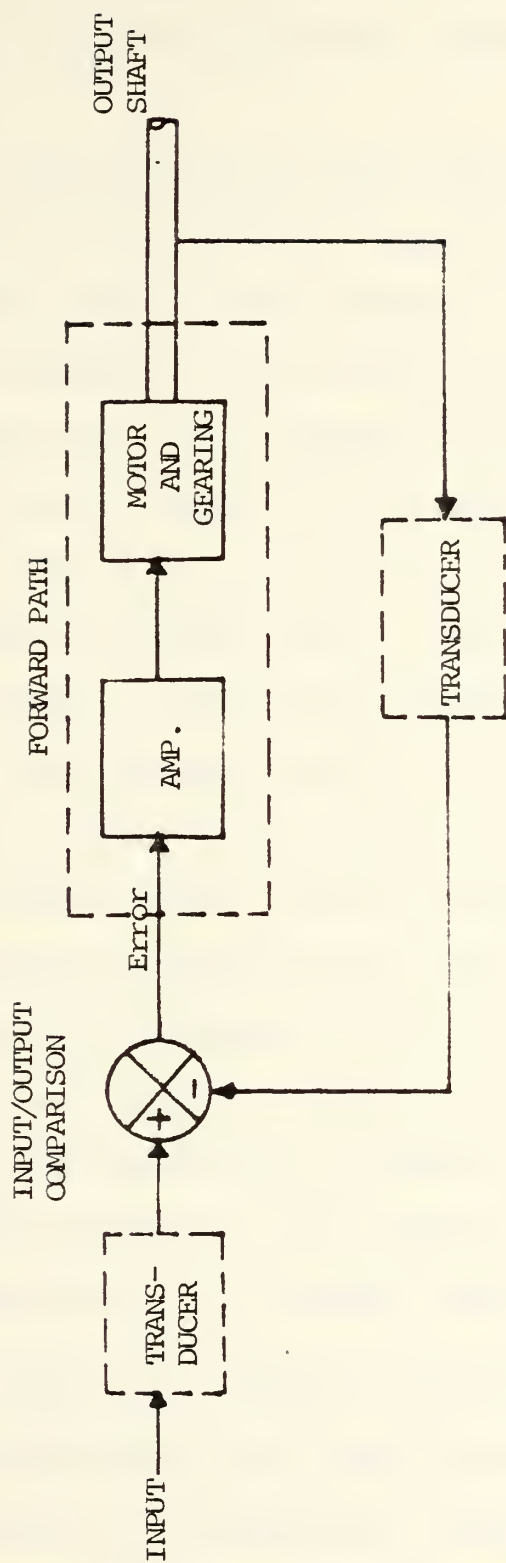 INPUT
TRANS-
DUCER
INPUT/OUTPUT
COMPARISON
+
-
Error
FORWARD PATH
AMP.
MOTOR
AND
GEARING
OUTPUT
SHAFT
TRANSDUCER